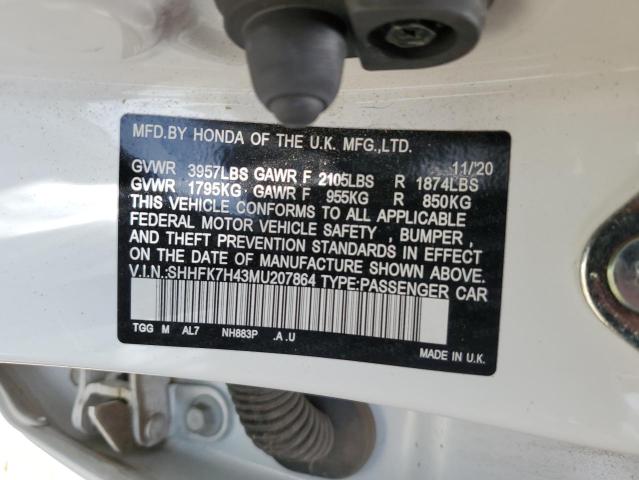 MFD.BY HONDA OF THE U.K. MFG.,LTD.
11/'20
GVWR 3957LBS GAWR F 2105LBS R 1874LBS
GVWR 1795KG GAWR F 955KG R 850KG
THIS VEHICLE CONFORMS TO ALL APPLICABLE
FEDERAL MOTOR VEHICLE SAFETY , BUMPER ,
AND THEFT PREVENTION STANDARDS IN EFFECT
ON THE DATE OF MANUFACTURE SHOWN ABOVE.
V.I.N.:SHHFK7H43MU207864 TYPE:PASSENGER CAR
TGG M AL7 NH883P .A.U
MADE IN U.K.